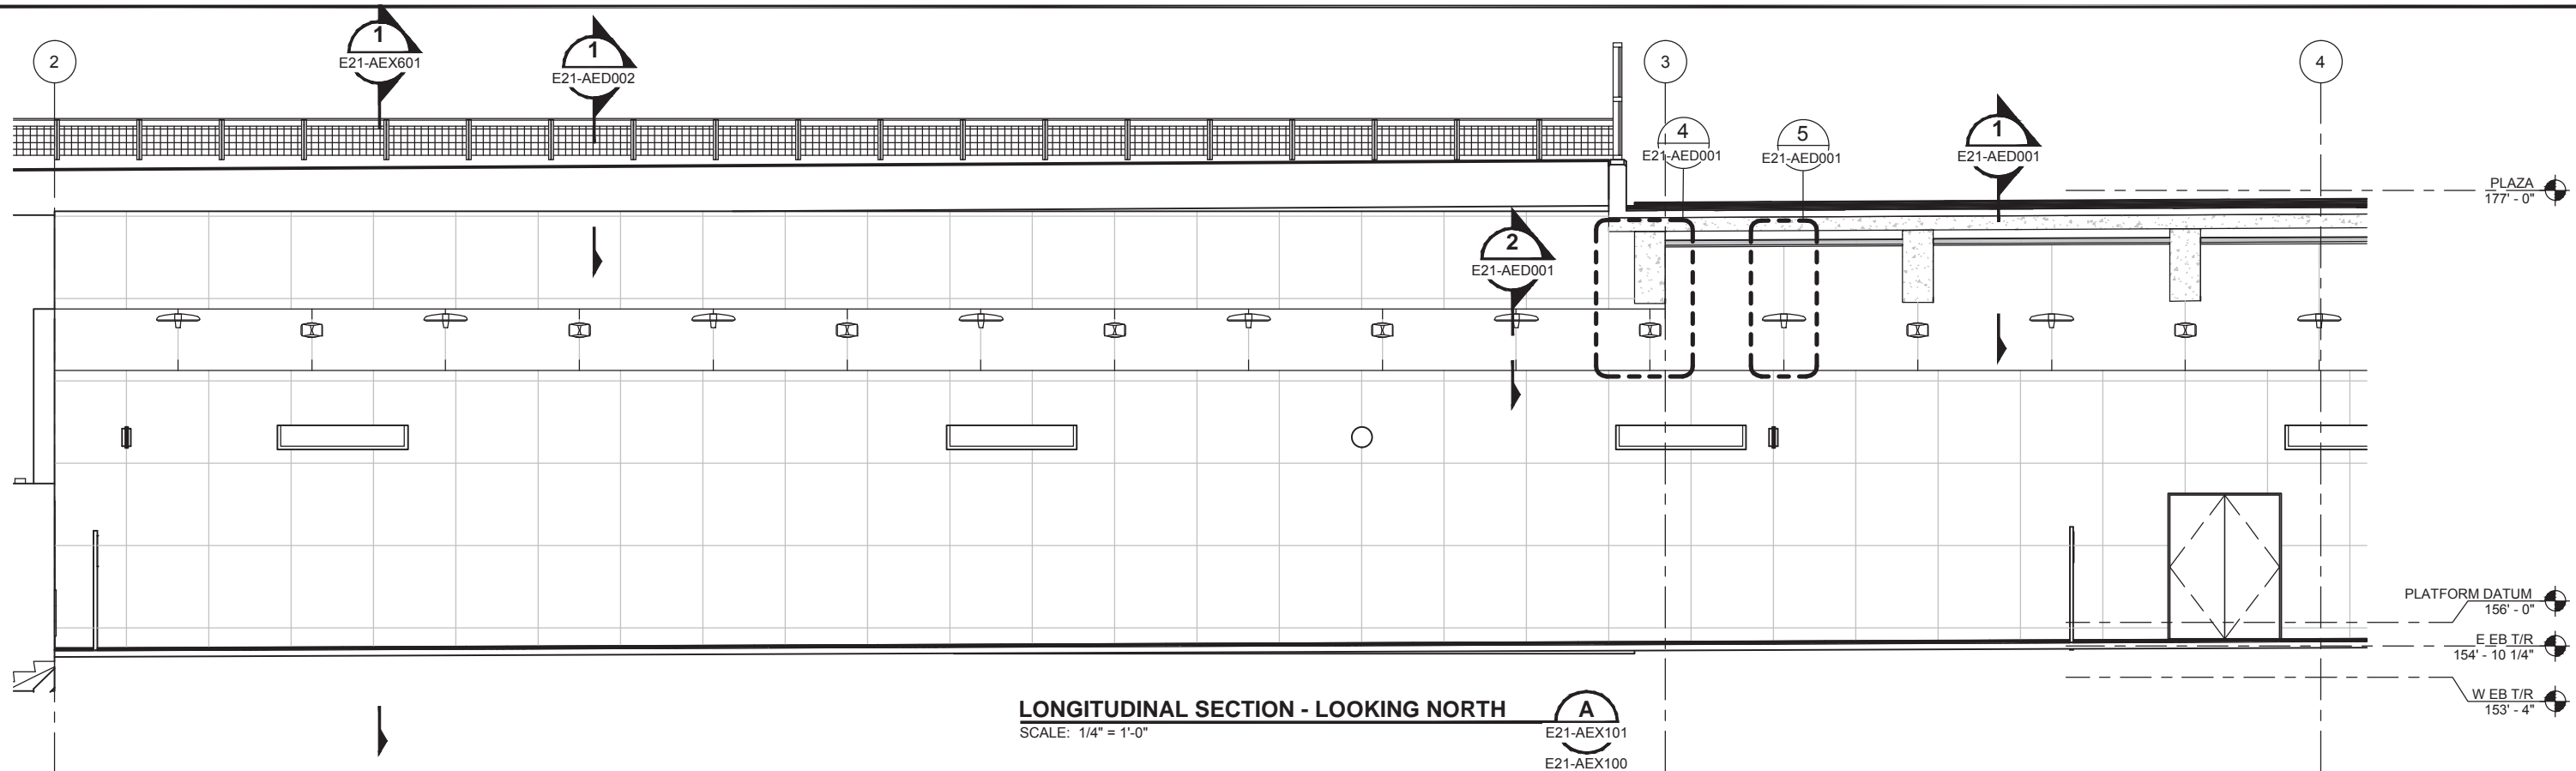 2
1
E21-AEX601
1
E21-AED002
3
4
4
E21-AED001
5
E21-AED001
1
E21-AED001
PLAZA
177' - 0"
2
E21-AED001
PLATFORM DATUM
156' - 0"
E EB T/R
154' - 10 1/4"
W EB T/R
153' - 4"
LONGITUDINAL SECTION - LOOKING NORTH
SCALE: 1/4" = 1'-0"
A
E21-AEX101
E21-AEX100